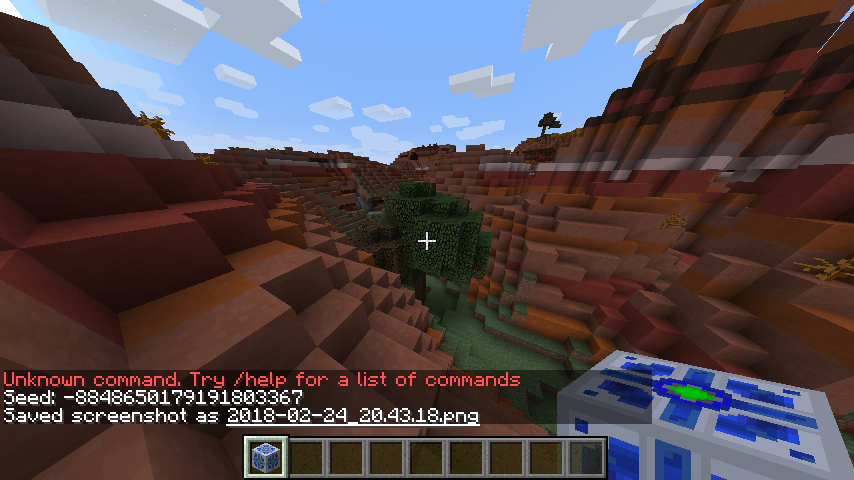 Unknown command. Try /help for a list of commands
Seed: -8848650179191803367
Saved screenshot as 2018-02-24_20.43.18.png